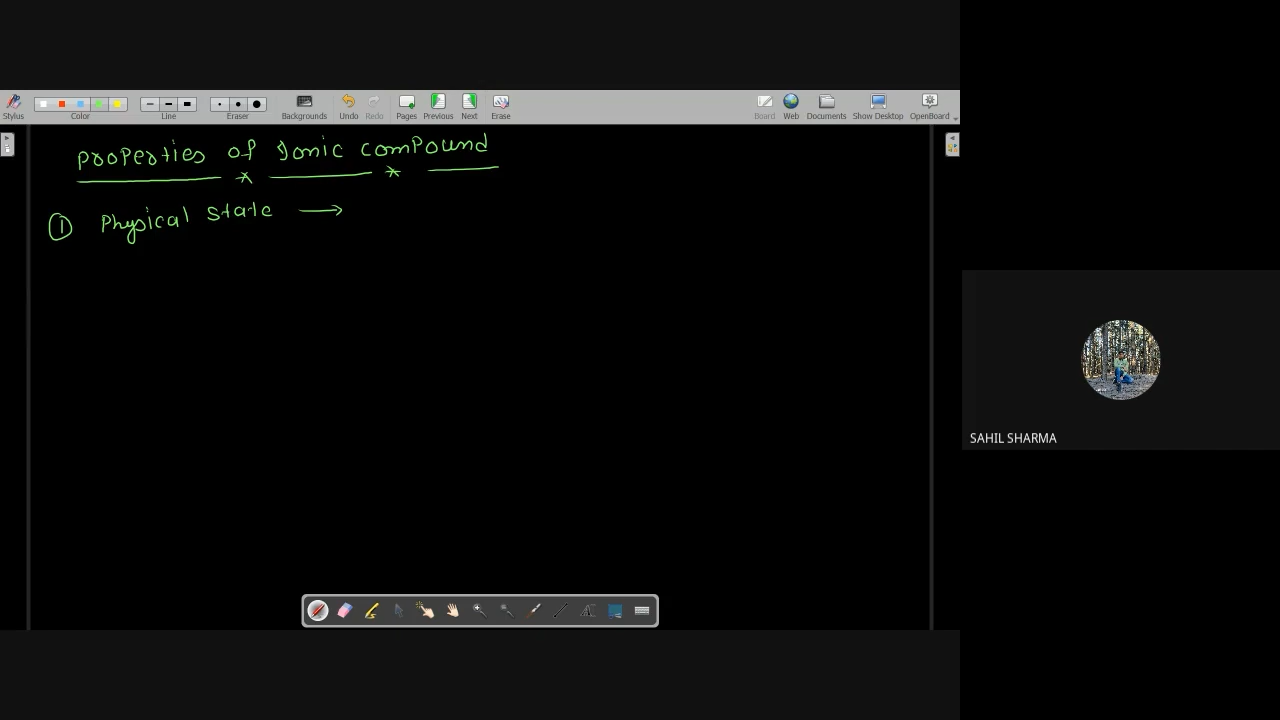 Stylus Color Line Eraser Backgrounds Undo Redo Pages Previous Next Erase Board Web Documents Show Desktop OpenBoard
Properties of Ionic compound
① Physical State →
SAHIL SHARMA